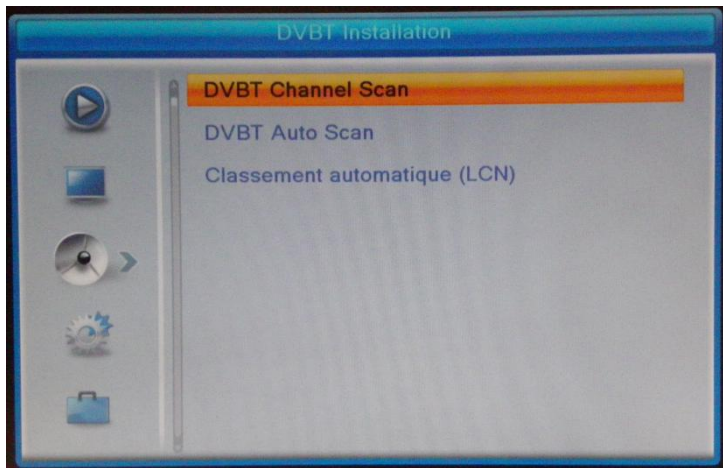 DVBT Installation
DVBT Channel Scan
DVBT Auto Scan
Classement automatique (LCN)